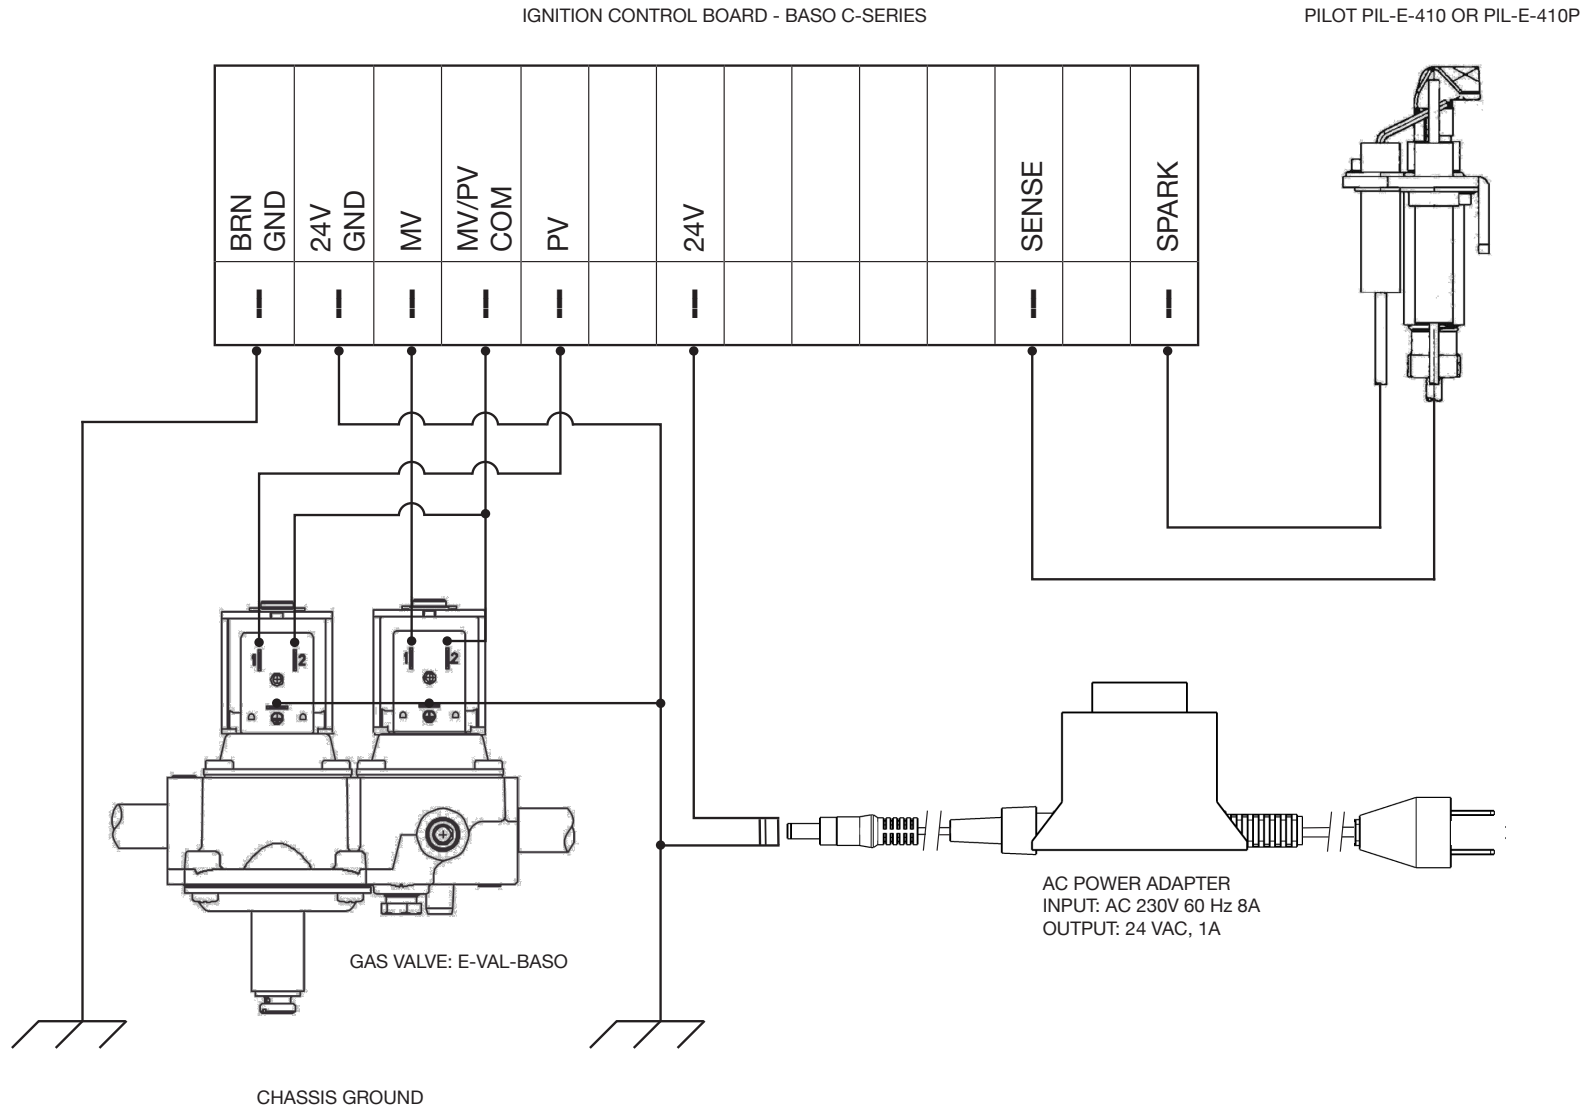 IGNITION CONTROL BOARD - BASO C-SERIES
PILOT PIL-E-410 OR PIL-E-410P
BRN
GND
24V
GND
MV
MV/PV
COM
PV
24V
SENSE
SPARK
1
2
1
2
AC POWER ADAPTER
INPUT: AC 230V 60 Hz 8A
OUTPUT: 24 VAC, 1A
GAS VALVE: E-VAL-BASO
CHASSIS GROUND